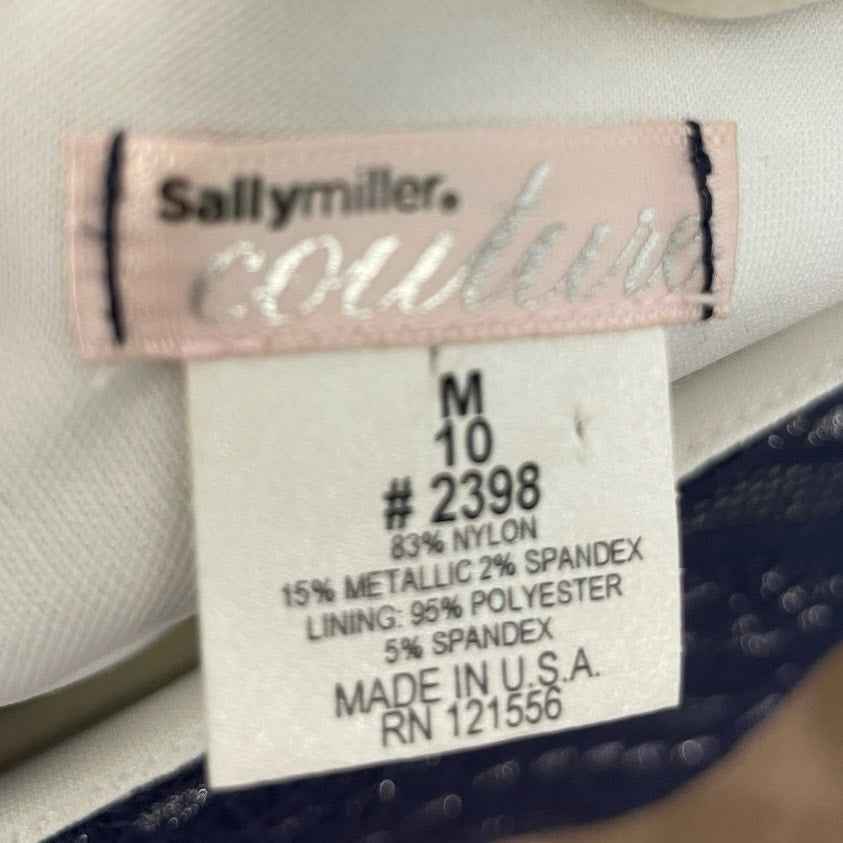 Sallymiller.
couture
M
10
# 2398
83% NYLON
15% METALLIC 2% SPANDEX
LINING: 95% POLYESTER
5% SPANDEX
MADE IN U.S.A.
RN 121556